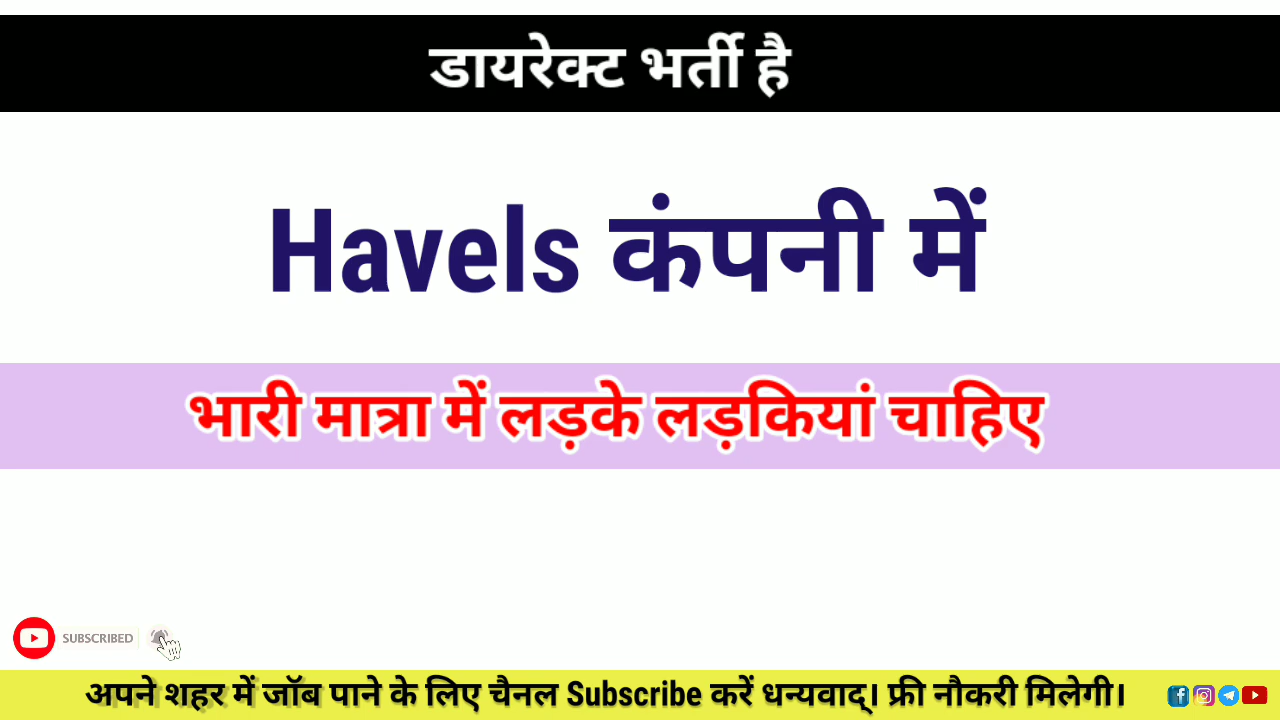 डायरेक्ट भर्ती है
Havels कंपनी में
भारी मात्रा में लड़के लड़कियां चाहिए
SUBSCRIBED
अपने शहर में जॉब पाने के लिए चैनल Subscribe करें धन्यवाद्। फ्री नौकरी मिलेगी।